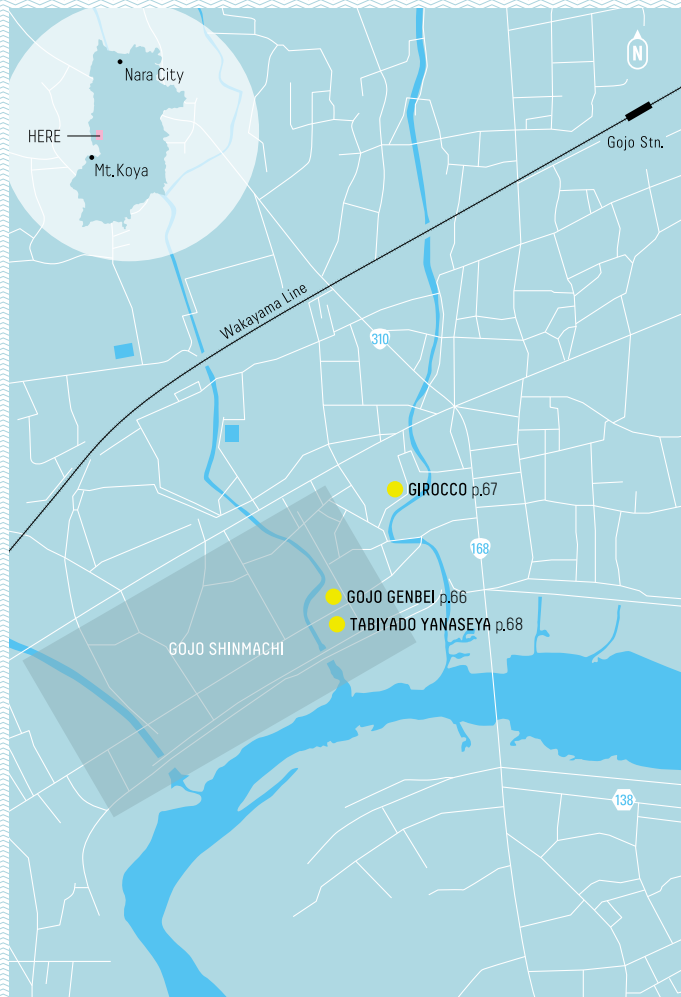 N
Nara City
HERE
Mt. Koya
Gojo Stn.
Wakayama Line
310
GIROCCO p.67
168
GOJO GENBEI p.66
TABIYADO YANASEYA p.68
GOJO SHINMACHI
138